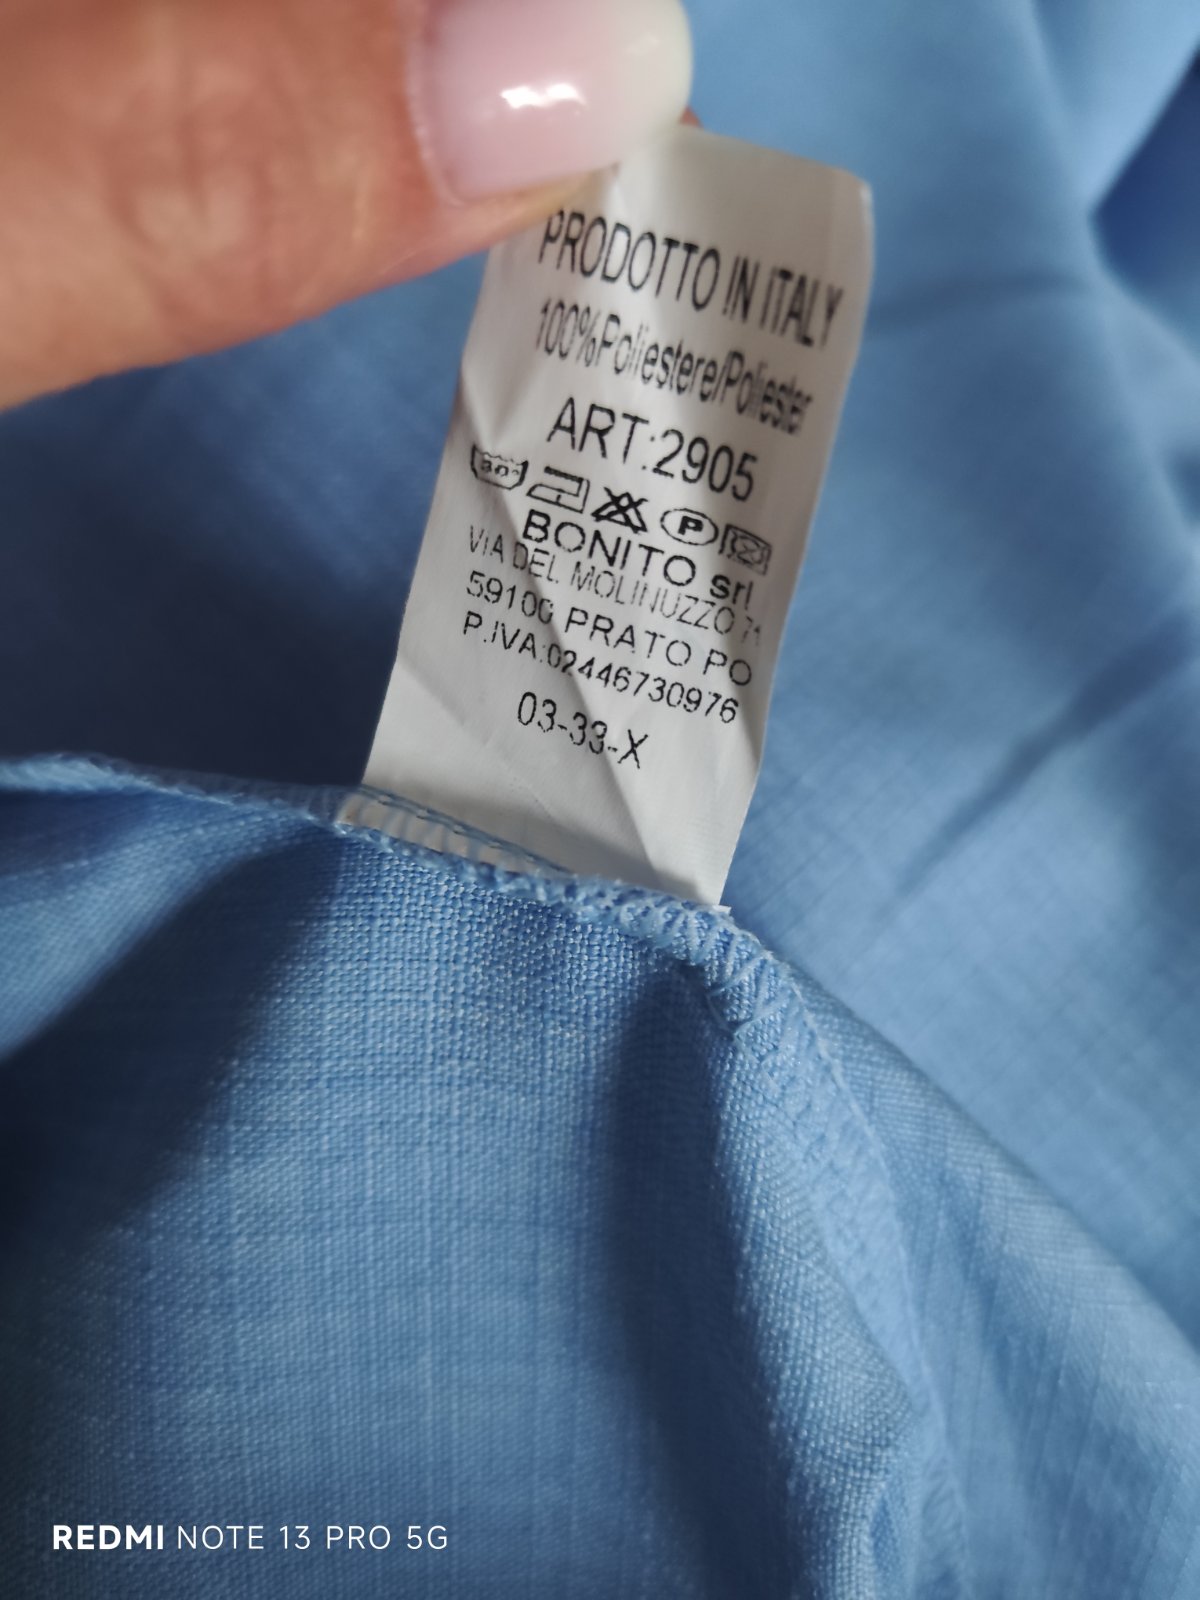 PRODOTTO IN ITALY
100%Poliestere/Poliester
ART:2905
30°
P
BONITO srl
VIA DEL MOLINUZZO 71
59100 PRATO PO
P.IVA:02446730976
03-33-X
REDMI NOTE 13 PRO 5G